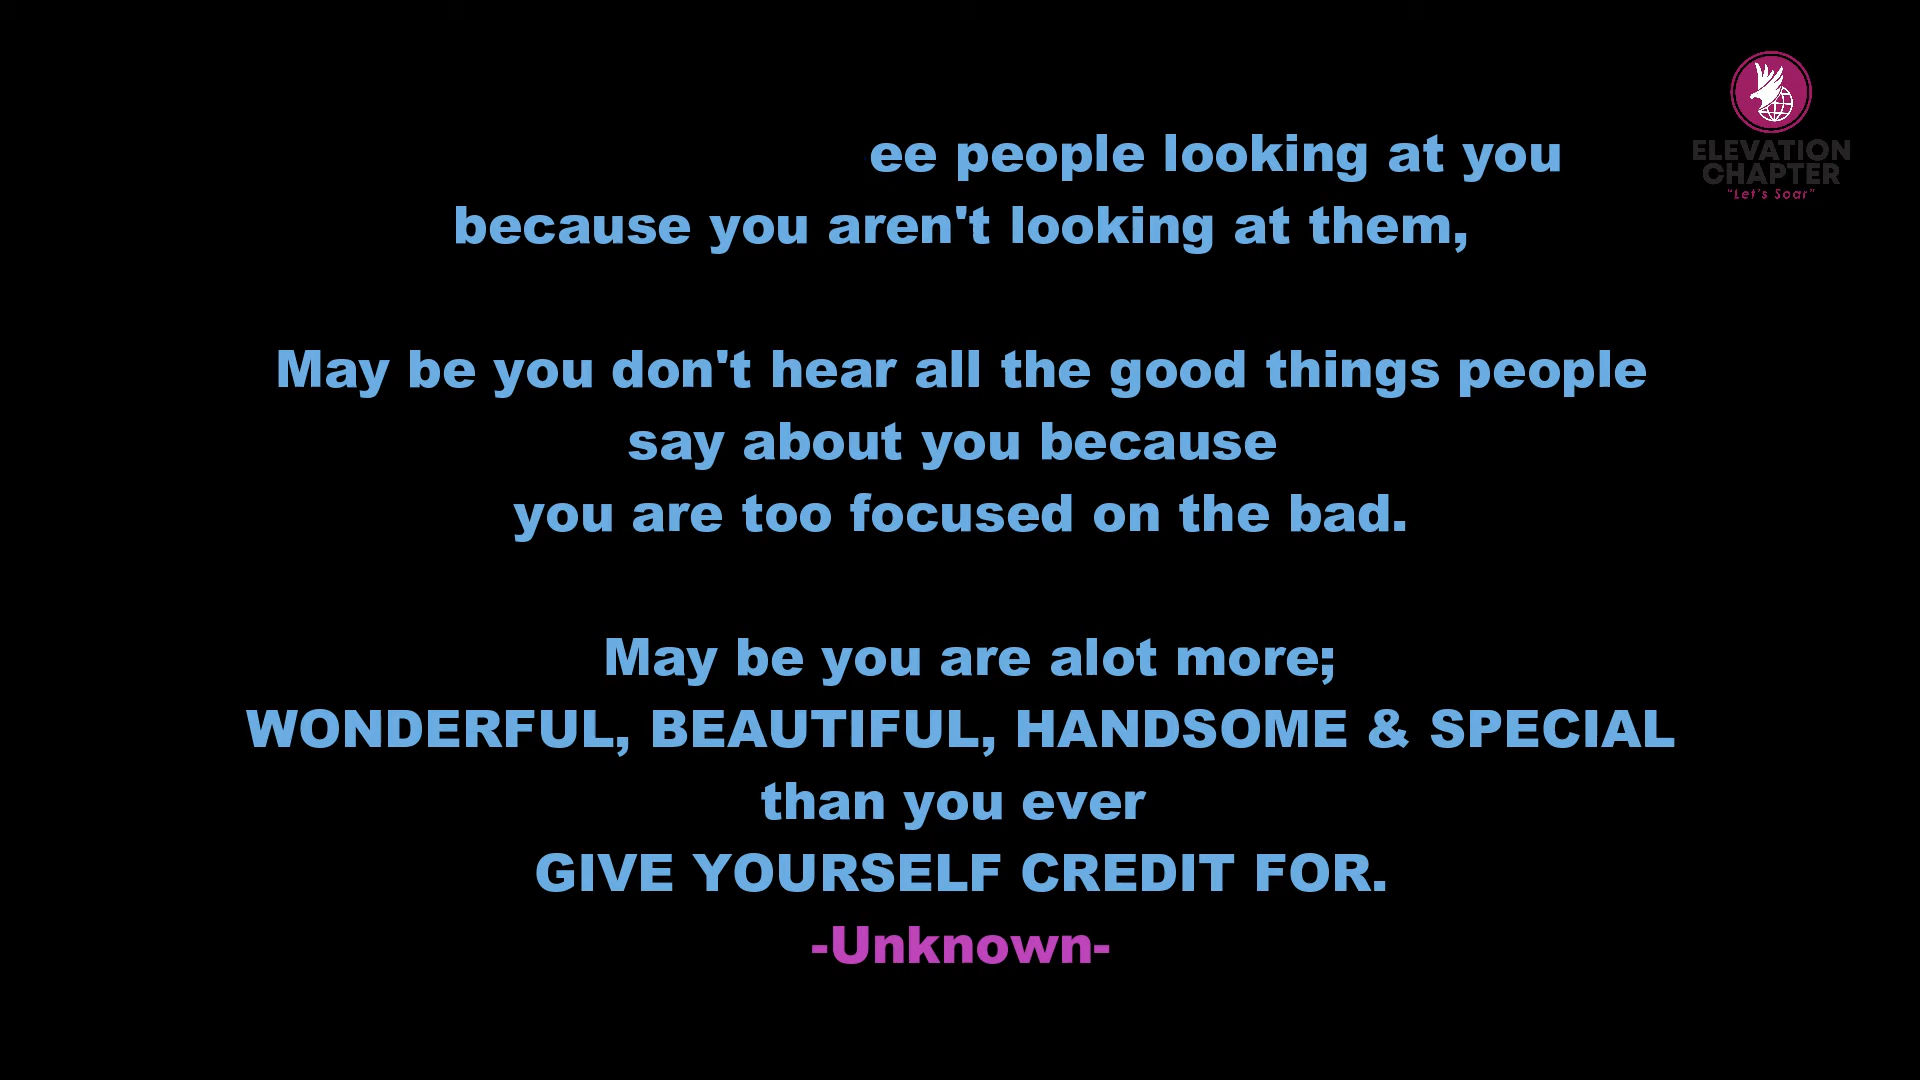 ee people looking at you
because you aren't looking at them,
May be you don't hear all the good things people
say about you because
you are too focused on the bad.
May be you are alot more;
WONDERFUL, BEAUTIFUL, HANDSOME & SPECIAL
than you ever
GIVE YOURSELF CREDIT FOR.
-Unknown-
ELEVATION
CHAPTER
"Let's Soar"